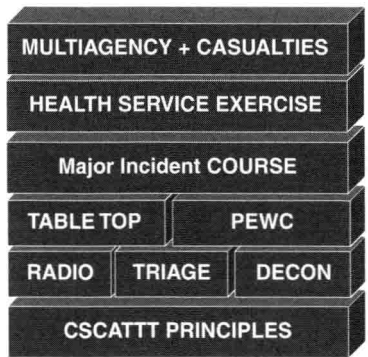 MULTIAGENCY + CASUALTIES
HEALTH SERVICE EXERCISE
Major Incident COURSE
TABLE TOP PEWC
RADIO TRIAGE DECON
CSCATTT PRINCIPLES